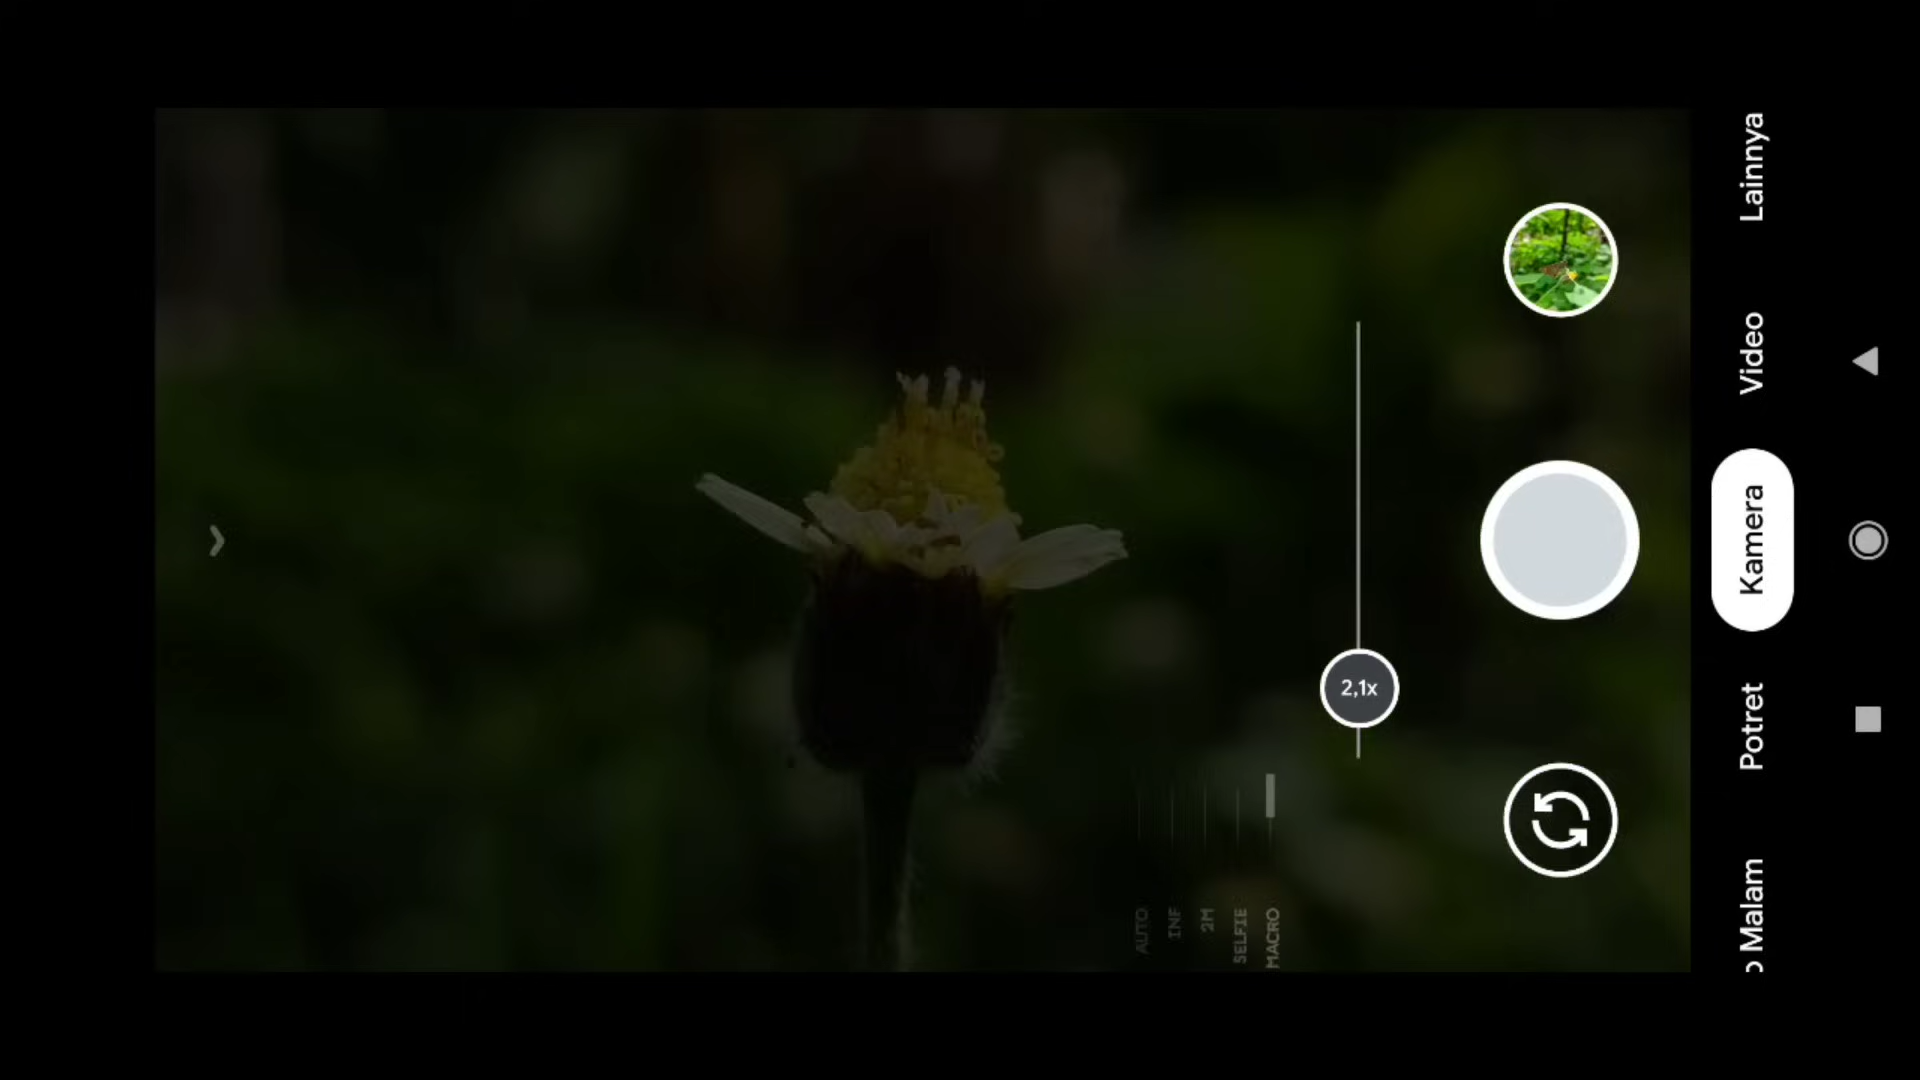 Lainnya
Video
Kamera
Potret
o Malam
2,1x
AUTO
INF
2M
SELFIE
MACRO